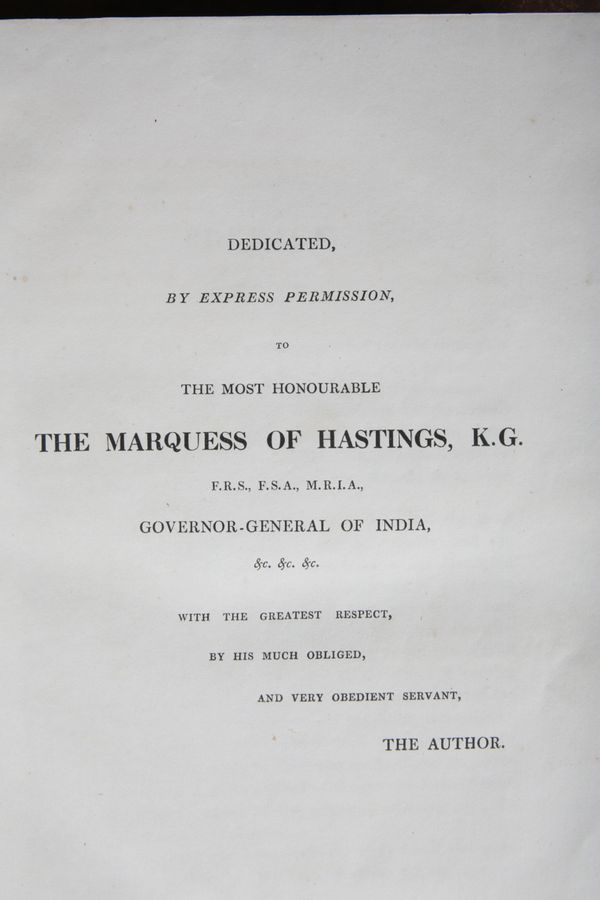 DEDICATED,
BY EXPRESS PERMISSION,
TO
THE MOST HONOURABLE
THE MARQUESS OF HASTINGS, K.G.
F.R.S., F.S.A., M.R.I.A.,
GOVERNOR-GENERAL OF INDIA,
&c. &c. &c.
WITH THE GREATEST RESPECT,
BY HIS MUCH OBLIGED,
AND VERY OBEDIENT SERVANT,
THE AUTHOR.